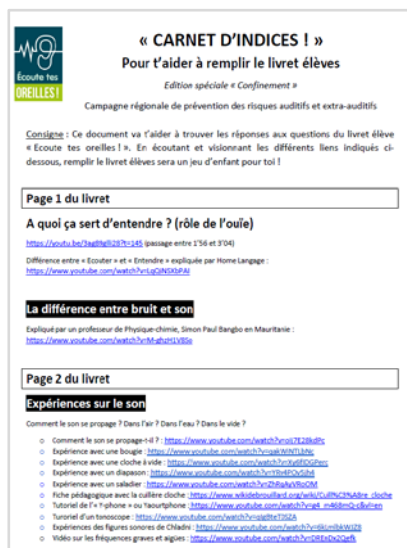 Écoute tes
OREILLES !
« CARNET D'INDICES ! »
Pour t'aider à remplir le livret élèves
Edition spéciale « Confinement »
Campagne régionale de prévention des risques auditifs et extra-auditifs
Consigne : Ce document va t'aider à trouver les réponses aux questions du livret élève
« Ecoute tes oreilles ! ». En écoutant et visionnant les différents liens indiqués ci-
dessous, remplir le livret élèves sera un jeu d'enfant pour toi !
Page 1 du livret
A quoi ça sert d'entendre ? (rôle de l'ouïe)
(passage entre 1'56 et 3'04)
Différence entre « Ecouter » et « Entendre » expliquée par Home Langage :
La différence entre bruit et son
Expliqué par un professeur de Physique-chimie, Simon Paul Bangbo en Mauritanie :
Page 2 du livret
Expériences sur le son
Comment le son se propage ? Dans l'air ? Dans l'eau ? Dans le vide ?
o Comment le son se propage-t-il ?
o Expérience avec une bougie :
o Expérience avec une cloche à vide :
o Expérience avec un diapason :
o Expérience avec un saladier :
o Fiche pédagogique avec la cuillère cloche :
o Tutoriel de l'« Y-phone » ou Yaourtphone :
o Turoriel d'un tonoscope :
o Expériences des figures sonores de Chladni :
o Vidéo sur les fréquences graves et aigües :